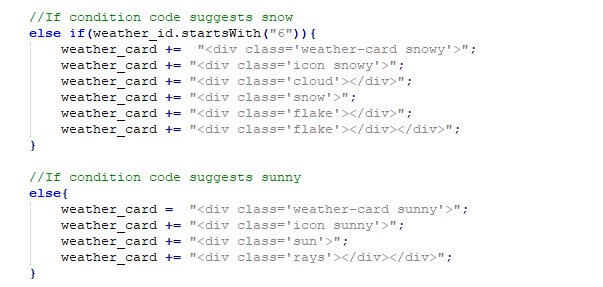 //If condition code suggests snow
else if(weather_id.startsWith("6")){
weather_card +=  "<div class='weather-card snowy'>";
weather_card += "<div class='icon snowy'>";
weather_card += "<div class='cloud'></div>";
weather_card += "<div class='snow'>";
weather_card += "<div class='flake'></div>";
weather_card += "<div class='flake'></div></div>";
}
//If condition code suggests sunny
else{
weather_card =  "<div class='weather-card sunny'>";
weather_card += "<div class='icon sunny'>";
weather_card += "<div class='sun'>";
weather_card += "<div class='rays'></div></div>";
}